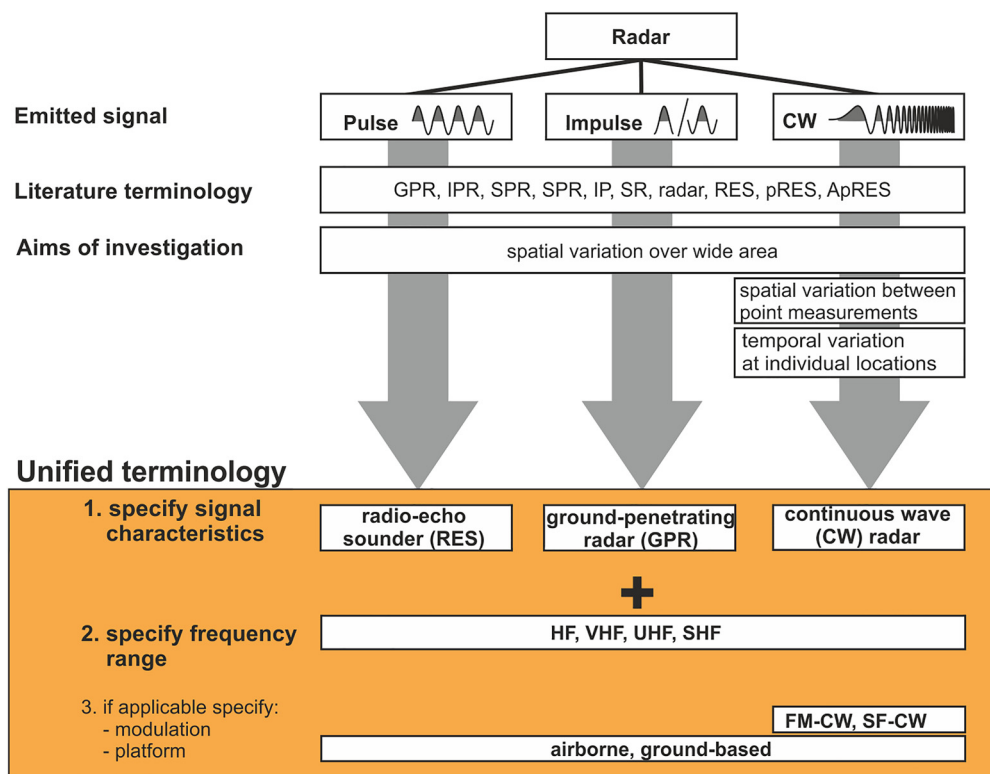 Radar
Emitted signal
Pulse
Impulse
CW
Literature terminology
GPR, IPR, SPR, SPR, IP, SR, radar, RES, pRES, ApRES
Aims of investigation
spatial variation over wide area
spatial variation between
point measurements
temporal variation
at individual locations
Unified terminology
1. specify signal
characteristics
radio-echo
sounder (RES)
ground-penetrating
radar (GPR)
continuous wave
(CW) radar
+
2. specify frequency
range
HF, VHF, UHF, SHF
3. if applicable specify:
- modulation
- platform
FM-CW, SF-CW
airborne, ground-based